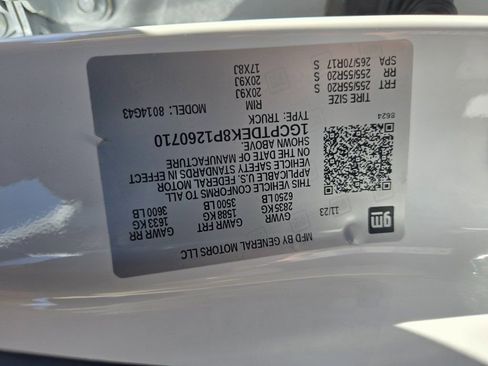 MFD BY GENERAL MOTORS LLC
gm
11/23
GVWR
2835 KG
6250 LB
GAWR FRT
1588 KG
3500 LB
GAWR RR
1633 KG
3600 LB
THIS VEHICLE CONFORMS TO ALL
APPLICABLE U.S. FEDERAL MOTOR
VEHICLE SAFETY STANDARDS IN EFFECT
ON THE DATE OF MANUFACTURE
SHOWN ABOVE.
1GCPTDEK8P1260710
TYPE: TRUCK
8624
TIRE SIZE RIM 8014G43
FRT 255/55R20 S 20X9J
RR 255/55R20 S 20X9J
SPA 265/70R17 S 17X8J